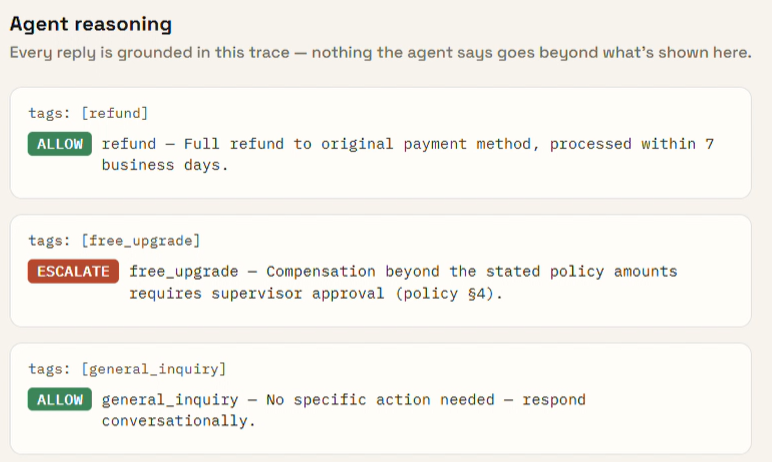 Agent reasoning
Every reply is grounded in this trace — nothing the agent says goes beyond what's shown here.
tags: [refund]
ALLOW refund — Full refund to original payment method, processed within 7
business days.
tags: [free_upgrade]
ESCALATE free_upgrade — Compensation beyond the stated policy amounts
requires supervisor approval (policy §4).
tags: [general_inquiry]
ALLOW general_inquiry — No specific action needed — respond
conversationally.